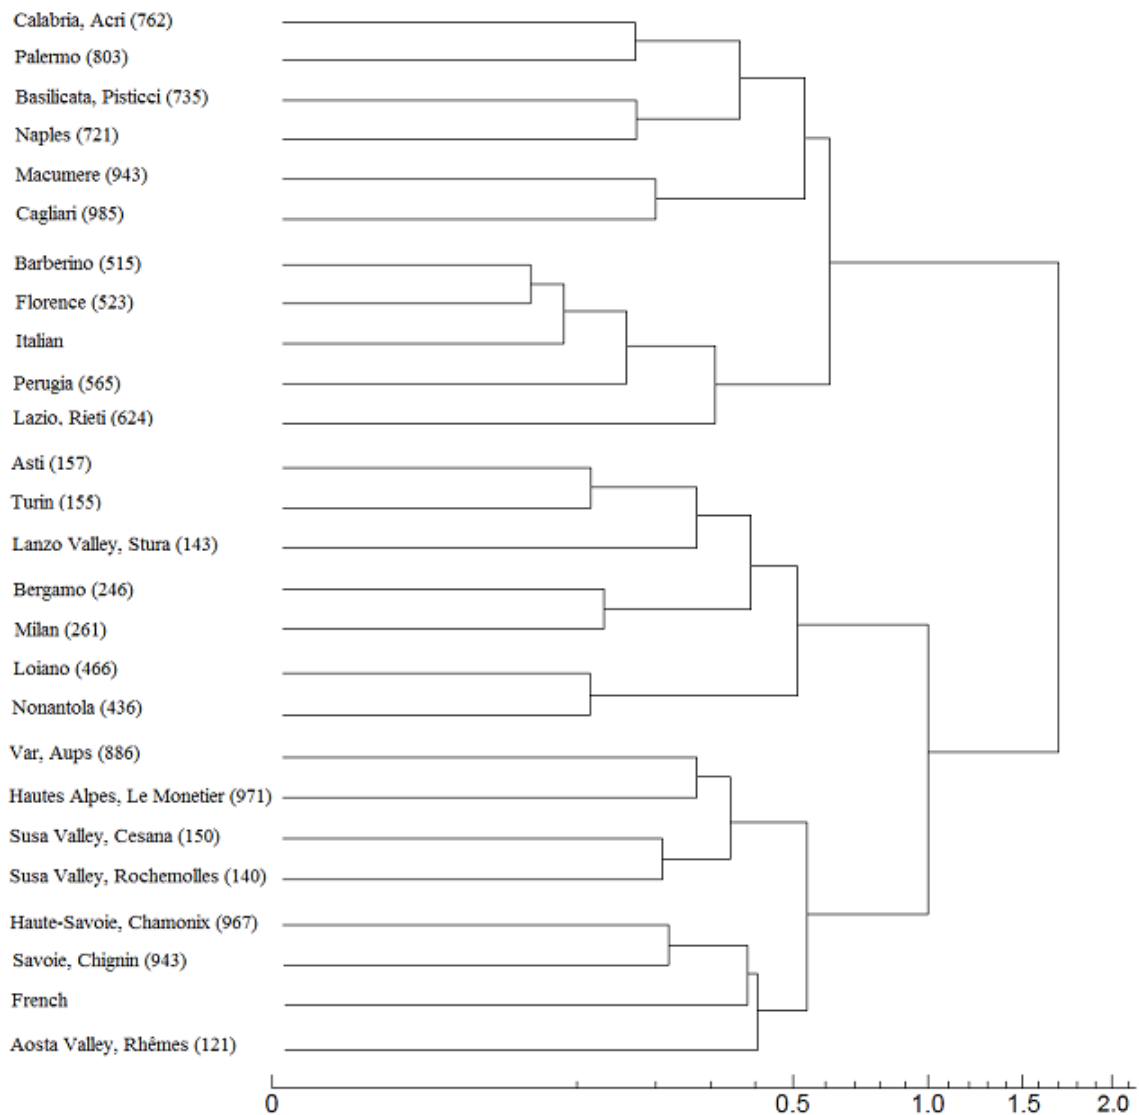 Calabria, Acri (762)
Palermo (803)
Basilicata, Pisticci (735)
Naples (721)
Macumere (943)
Cagliari (985)
Barberino (515)
Florence (523)
Italian
Perugia (565)
Lazio, Rieti (624)
Asti (157)
Turin (155)
Lanzo Valley, Stura (143)
Bergamo (246)
Milan (261)
Loiano (466)
Nonantola (436)
Var, Aups (886)
Hautes Alpes, Le Monetier (971)
Susa Valley, Cesana (150)
Susa Valley, Rochemolles (140)
Haute-Savoie, Chamonix (967)
Savoie, Chignin (943)
French
Aosta Valley, Rhêmes (121)
0 0.5 1.0 1.5 2.0